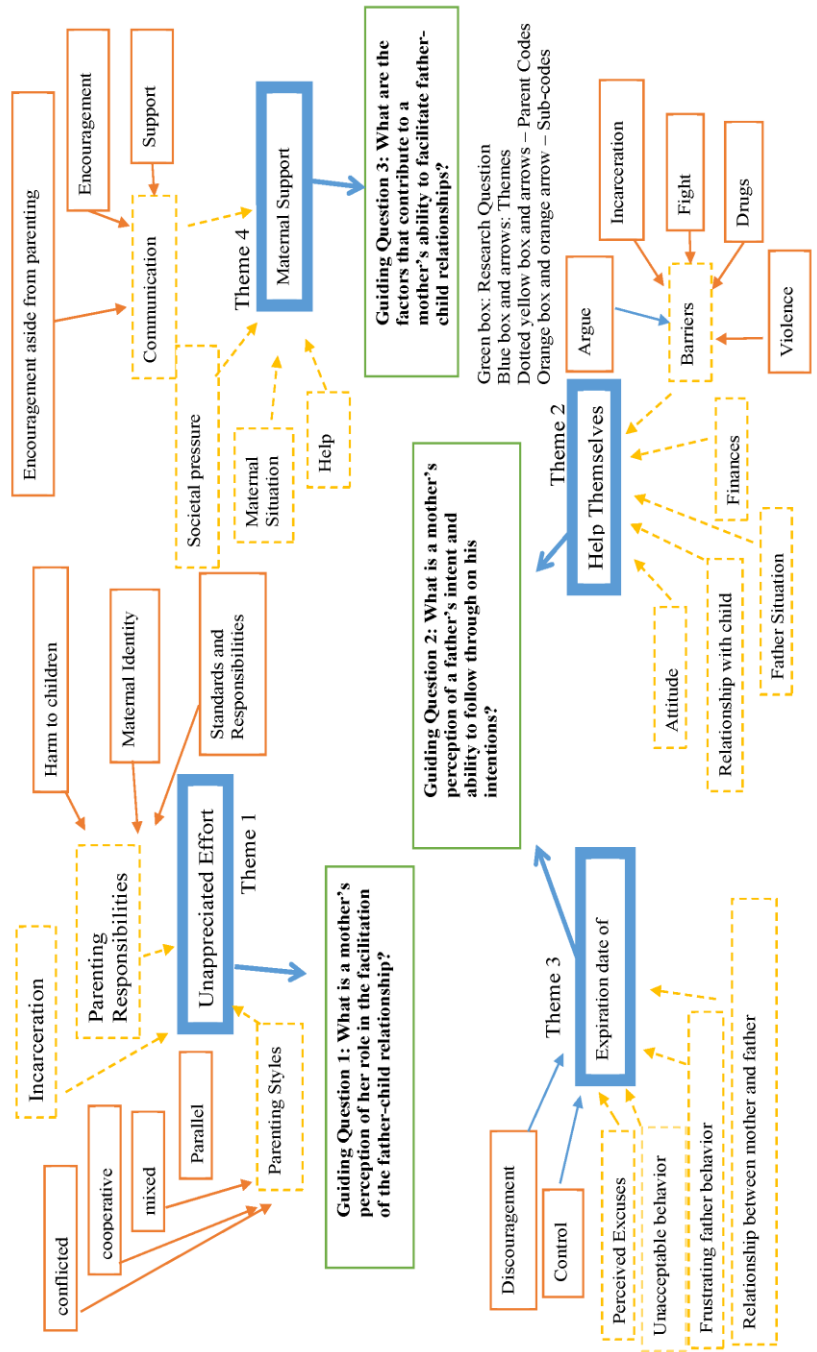 conflicted
cooperative
mixed
Parallel
Incarceration
Parenting
Responsibilities
Harm to children
Maternal Identity
Standards and
Responsibilities
Parenting Styles
Unappreciated Effort
Theme 1
Guiding Question 1: What is a mother’s
perception of her role in the facilitation
of the father-child relationship?
Encouragement aside from parenting
Encouragement
Support
Communication
Societal pressure
Maternal
Situation
Help
Theme 4
Maternal Support
Guiding Question 3: What are the
factors that contribute to a
mother’s ability to facilitate father-
child relationships?
Discouragement
Control
Perceived Excuses
Unacceptable behavior
Frustrating father behavior
Relationship between mother and father
Theme 3
Expiration date of
Guiding Question 2: What is a mother’s
perception of a father’s intent and
ability to follow through on his
intentions?
Theme 2
Help Themselves
Attitude
Relationship with child
Father Situation
Finances
Barriers
Argue
Incarceration
Fight
Drugs
Violence
Green box: Research Question
Blue box and arrows: Themes
Dotted yellow box and arrows – Parent Codes
Orange box and orange arrow – Sub-codes